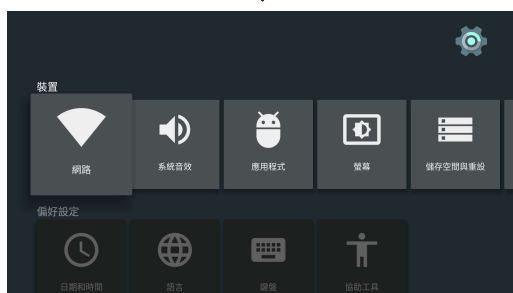 裝置
網路
系統音效
應用程式
螢幕
儲存空間與重設
偏好設定
日期和時間
語言
鍵盤
協助工具